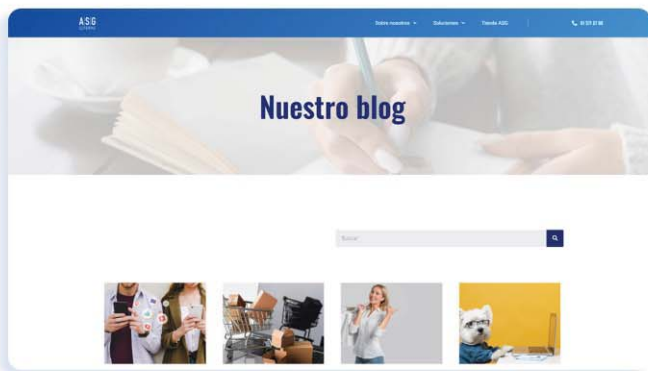 ASG
Sobre nosotros
Soluciones
Tienda ASG
Nuestro blog
Buscar